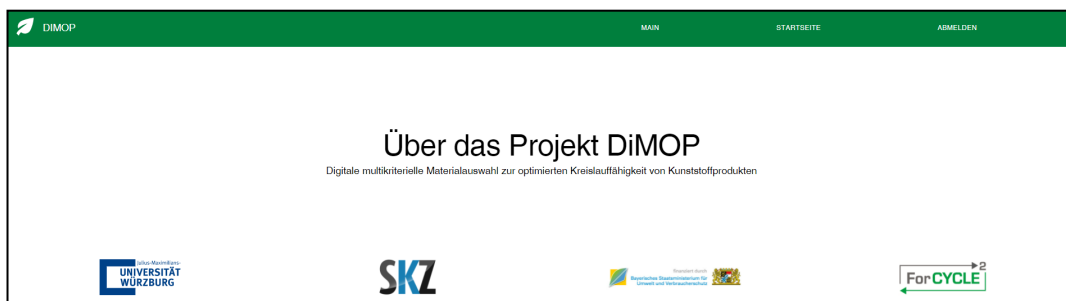 DIMOP
MAIN
STARTSEITE
ABMELDEN
Über das Projekt DiMOP
Digitale multikriterielle Materialauswahl zur optimierten Kreislauffähigkeit von Kunststoffprodukten
Julius-Maximilians-
UNIVERSITÄT
WÜRZBURG
SKZ
finanziert durch
Bayerisches Staatsministerium für
Umwelt und Verbraucherschutz
ForCYCLE 2